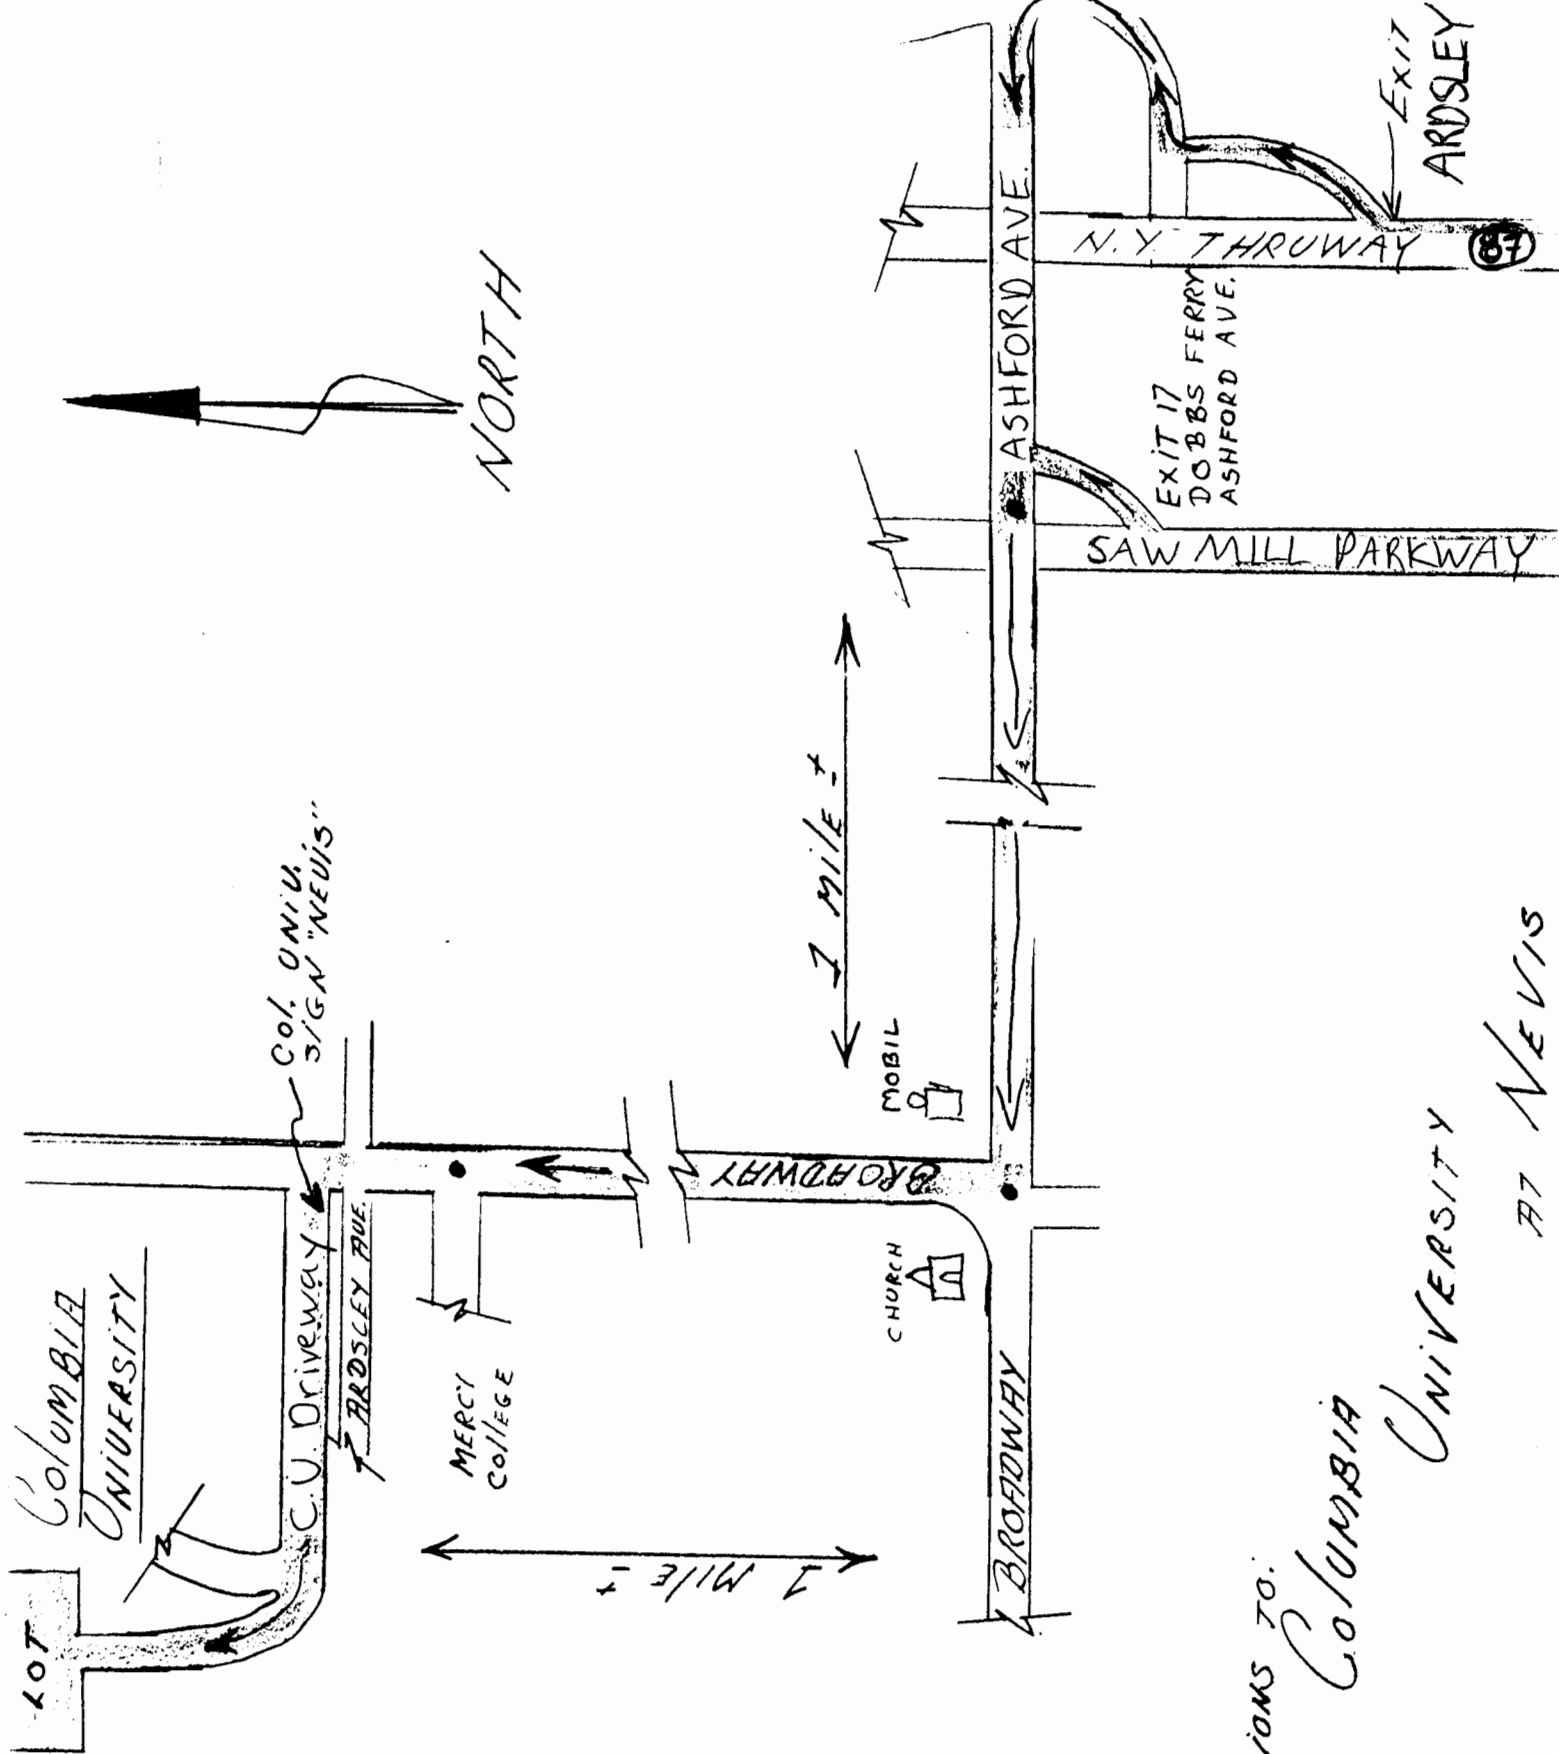 COLUMBIA
UNIVERSITY
LOT
C.U. Driveway
COl. UNIV.
SIGN "NEVIS"
ARDSLEY AVE.
MERCY
COllEGE
NORTH
1 MilE ±
1 MilE ±
BROADWAY
CHURCH
MOBIL
BROADWAY
ASHFORD AVE.
EXIT 17
DOBBS FERRY
ASHFORD AVE.
SAW MILL PARKWAY
N.Y. THRUWAY
87
EXIT
ARDSLEY
IONS TO:
COlUMBIA
UNIVERSITY
AT NEVIS